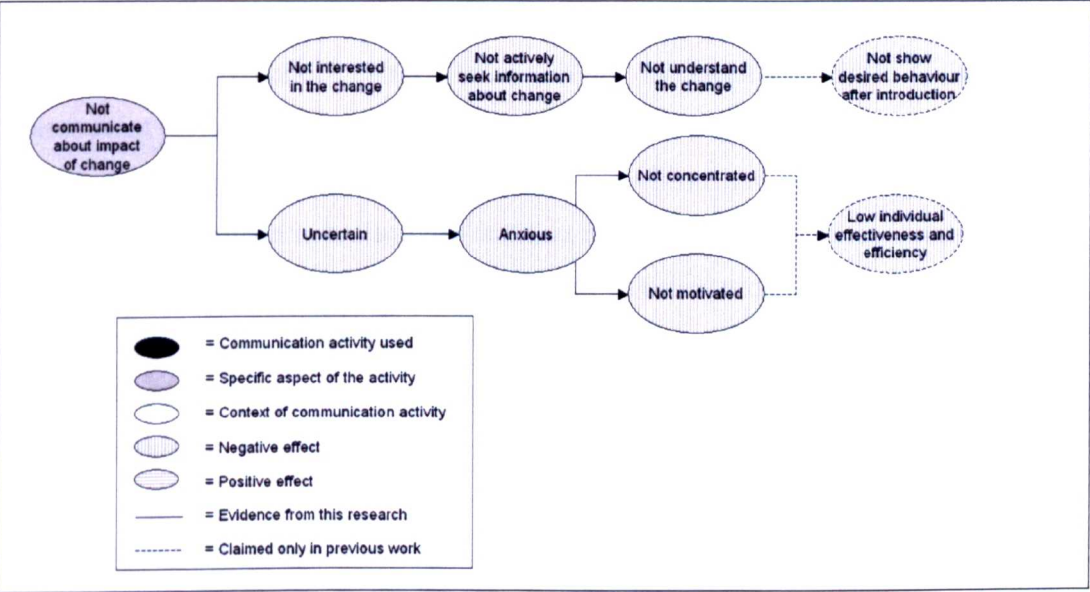 Not
communicate
about impact
of change
Not interested
in the change
Not actively
seek information
about change
Not understand
the change
Not show
desired behaviour
after introduction
Uncertain
Anxious
Not concentrated
Not motivated
Low individual
effectiveness and
efficiency
= Communication activity used
= Specific aspect of the activity
= Context of communication activity
= Negative effect
= Positive effect
= Evidence from this research
= Claimed only in previous work